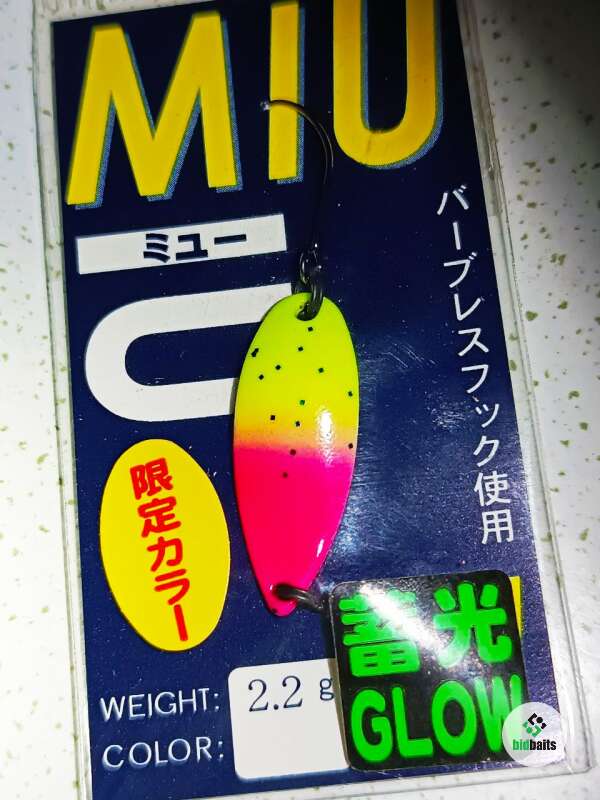 MIU
ミュー
バーブレスフック使用
限定カラー
WEIGHT: 2.2 g
COLOR:
蓄光
GLOW
bidbaits